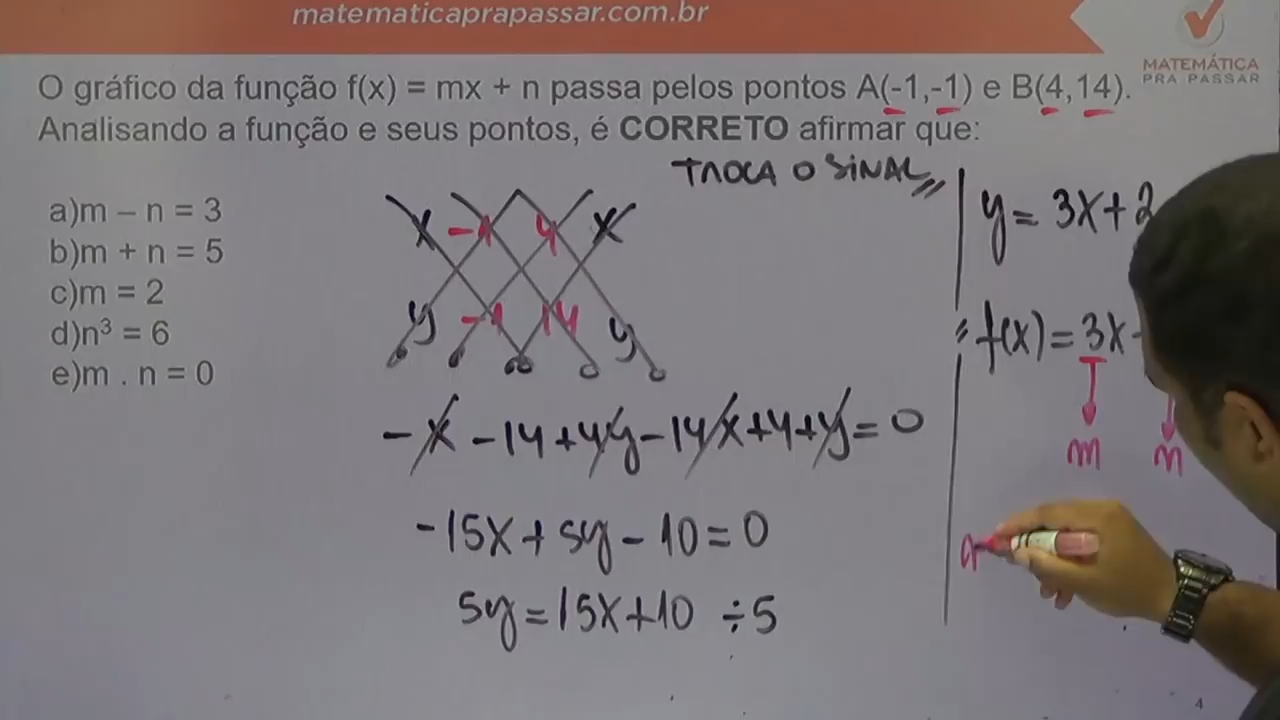 matematicaprapassar.com.br
MATEMÁTICA
PRA PASSAR
O gráfico da função f(x) = mx + n passa pelos pontos A(-1,-1) e B(4,14).
Analisando a função e seus pontos, é CORRETO afirmar que:
a)m – n = 3
b)m + n = 5
c)m = 2
d)n³ = 6
e)m . n = 0
TROCA O SINAL
x -1 4 x
y -1 14 y
-x -14 +4y -14x +4 +y = 0
-15x + 5y - 10 = 0
5y = 15x + 10 ÷5
y = 3x + 2
f(x) = 3x
m n
4